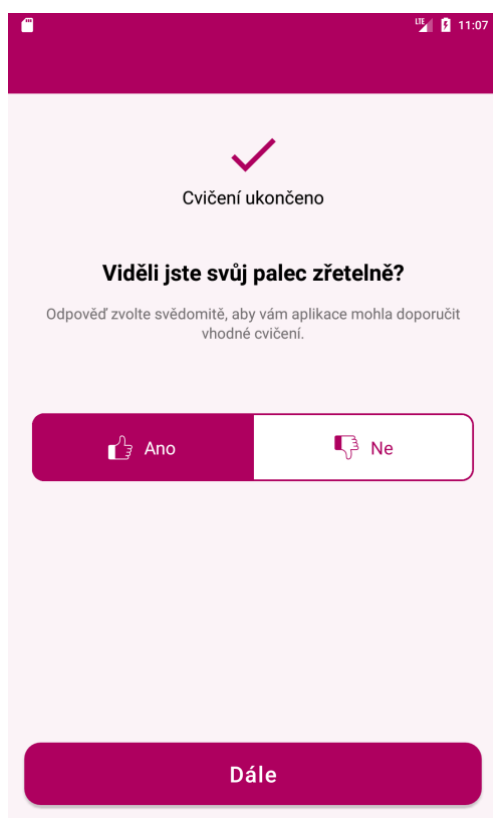 LTE 11:07
Cvičení ukončeno
Viděli jste svůj palec zřetelně?
Odpověď zvolte svědomitě, aby vám aplikace mohla doporučit
vhodné cvičení.
Ano Ne
Dále